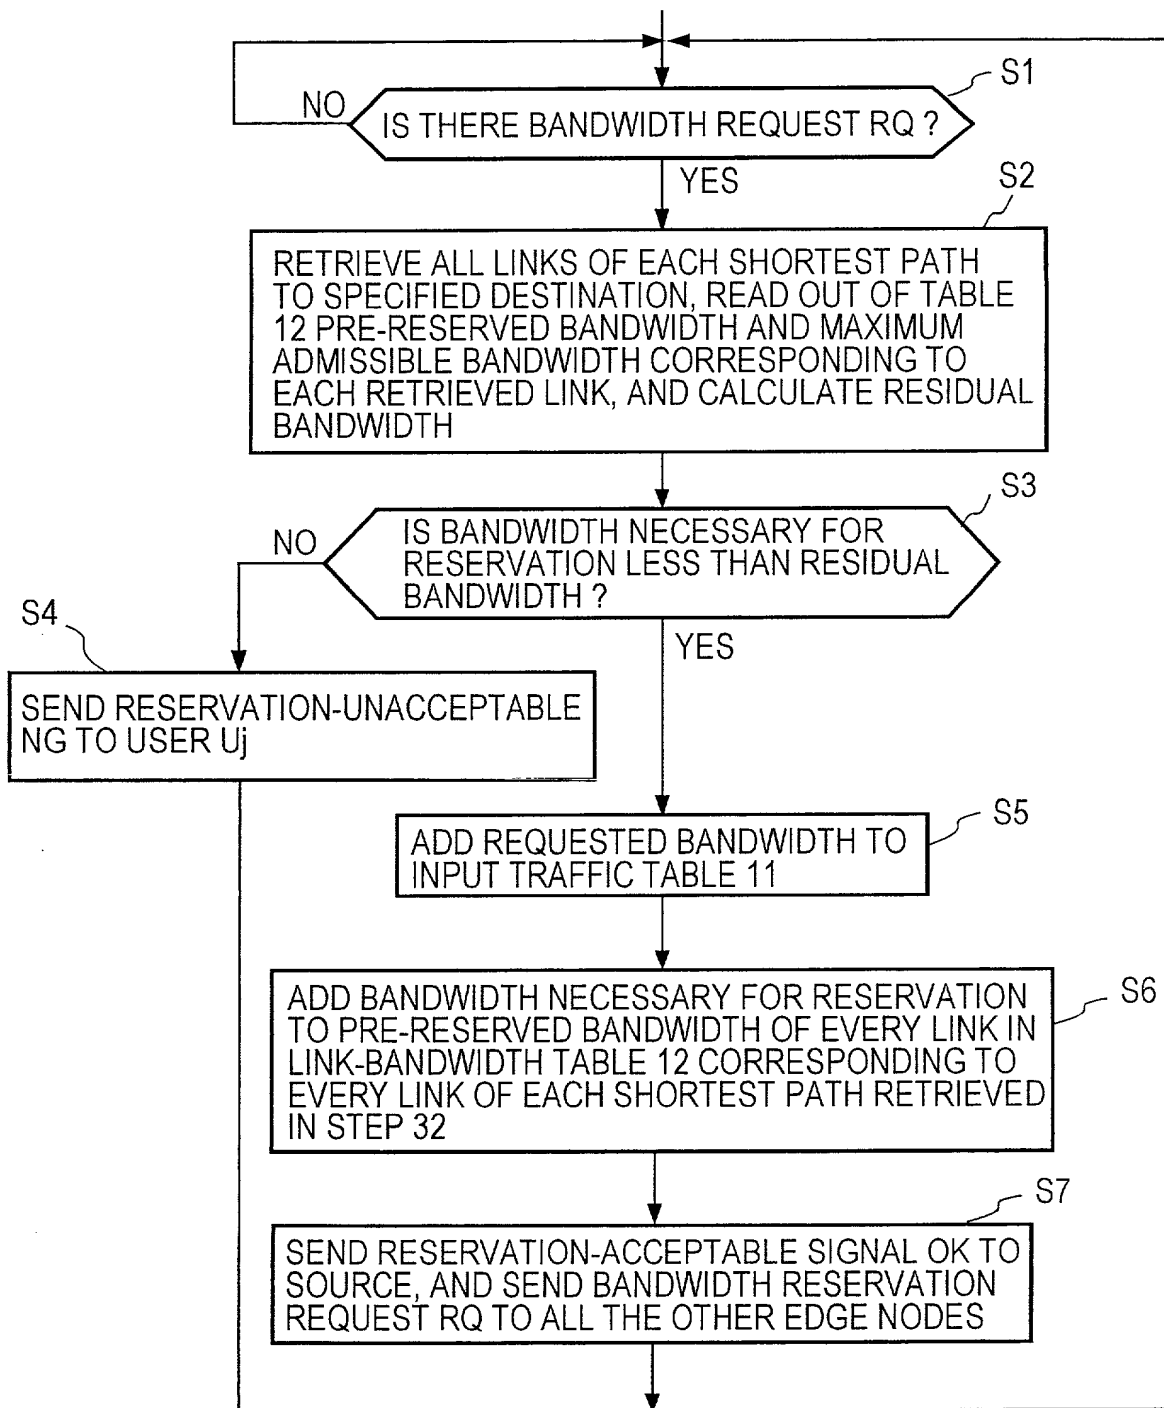 S1
NO
IS THERE BANDWIDTH REQUEST RQ ?
YES
S2
RETRIEVE ALL LINKS OF EACH SHORTEST PATH
TO SPECIFIED DESTINATION, READ OUT OF TABLE
12 PRE-RESERVED BANDWIDTH AND MAXIMUM
ADMISSIBLE BANDWIDTH CORRESPONDING TO
EACH RETRIEVED LINK, AND CALCULATE RESIDUAL
BANDWIDTH
S3
NO
IS BANDWIDTH NECESSARY FOR
RESERVATION LESS THAN RESIDUAL
BANDWIDTH ?
S4
YES
SEND RESERVATION-UNACCEPTABLE
NG TO USER Uj
S5
ADD REQUESTED BANDWIDTH TO
INPUT TRAFFIC TABLE 11
S6
ADD BANDWIDTH NECESSARY FOR RESERVATION
TO PRE-RESERVED BANDWIDTH OF EVERY LINK IN
LINK-BANDWIDTH TABLE 12 CORRESPONDING TO
EVERY LINK OF EACH SHORTEST PATH RETRIEVED
IN STEP 32
S7
SEND RESERVATION-ACCEPTABLE SIGNAL OK TO
SOURCE, AND SEND BANDWIDTH RESERVATION
REQUEST RQ TO ALL THE OTHER EDGE NODES